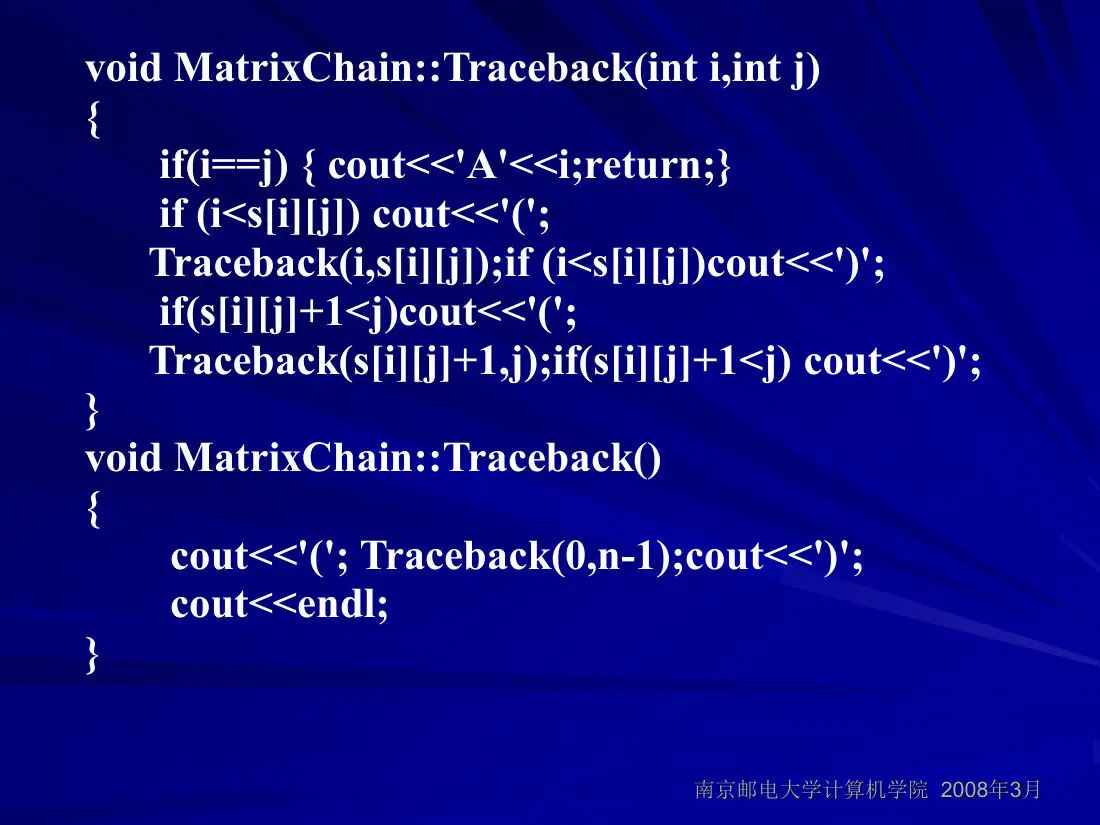 void MatrixChain::Traceback(int i,int j)
{
if(i==j) { cout<<'A'<<i;return;}
if (i<s[i][j]) cout<<'(';
Traceback(i,s[i][j]);if (i<s[i][j])cout<<')';
if(s[i][j]+1<j)cout<<'(';
Traceback(s[i][j]+1,j);if(s[i][j]+1<j) cout<<')';
}
void MatrixChain::Traceback()
{
cout<<'('; Traceback(0,n-1);cout<<')';
cout<<endl;
}
南京邮电大学计算机学院 2008年3月